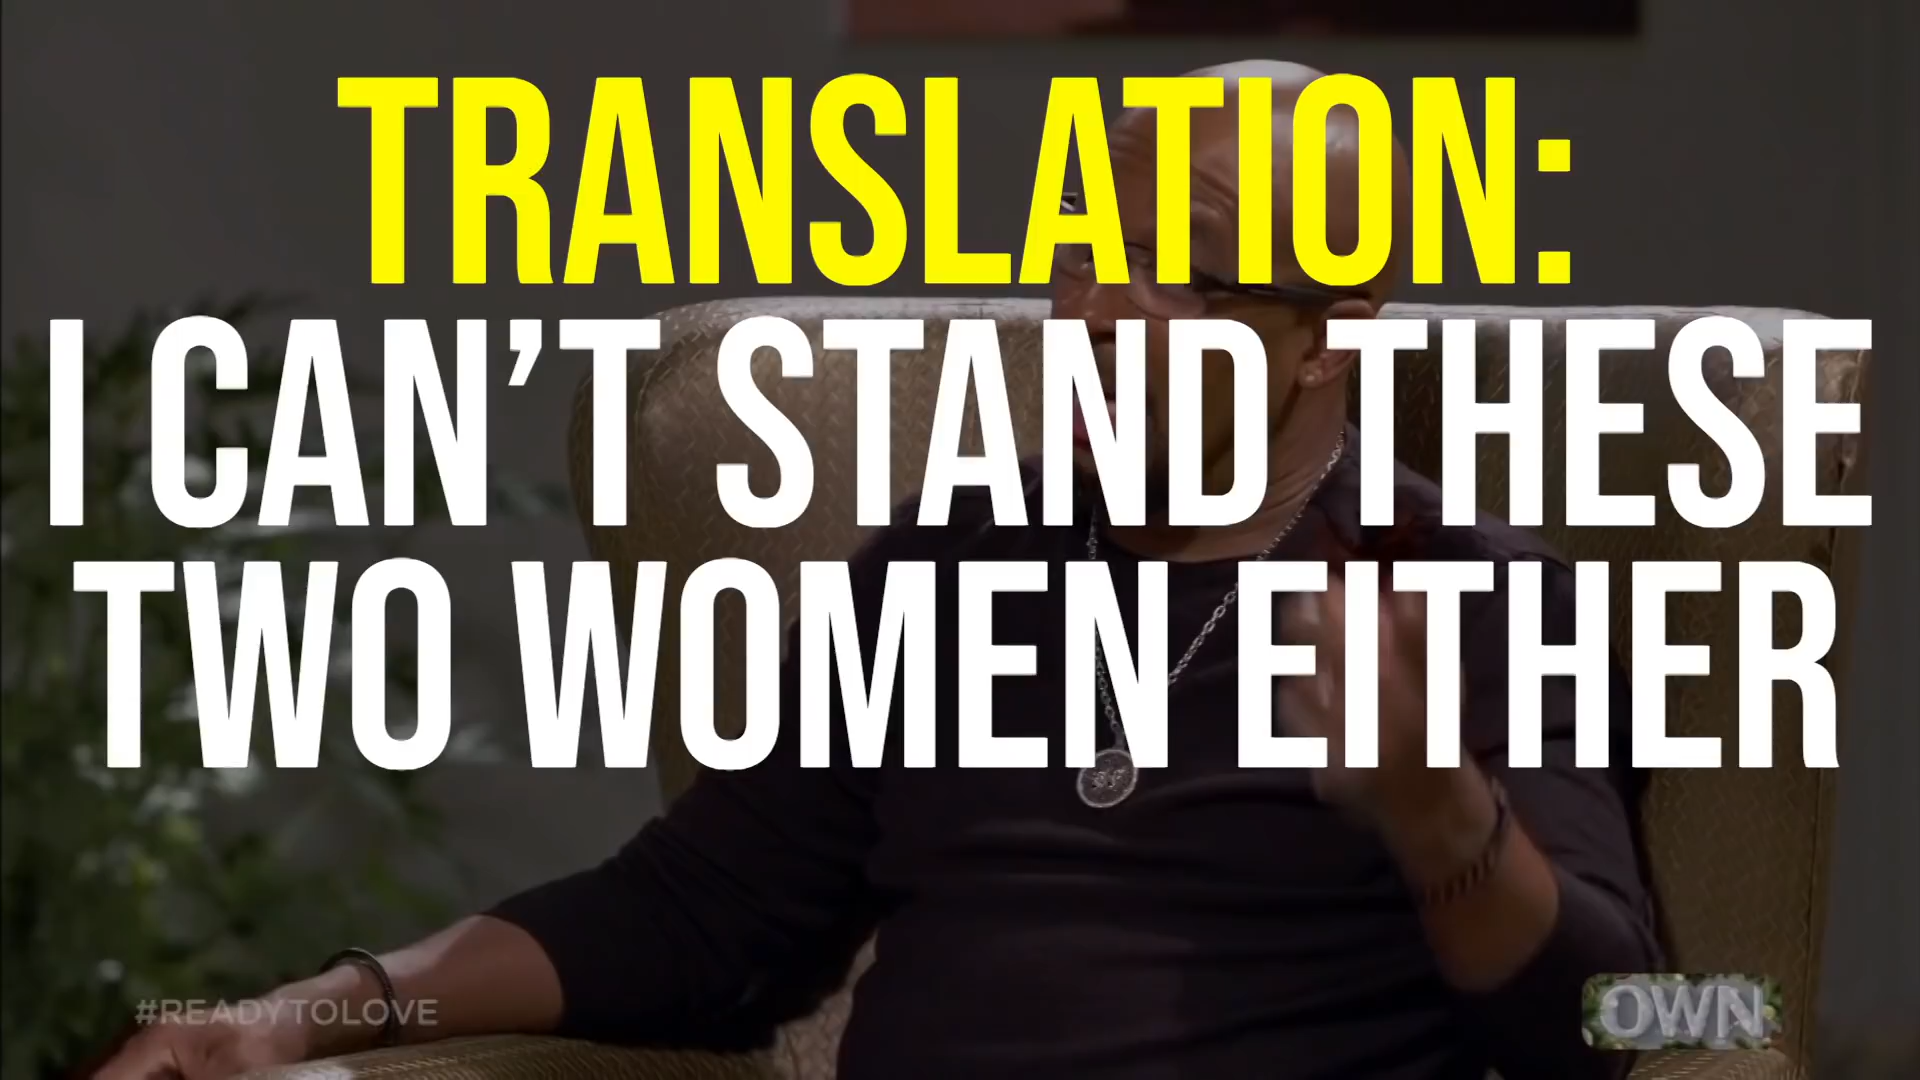 TRANSLATION:
I CAN'T STAND THESE
TWO WOMEN EITHER
#READYTOLOVE
OWN